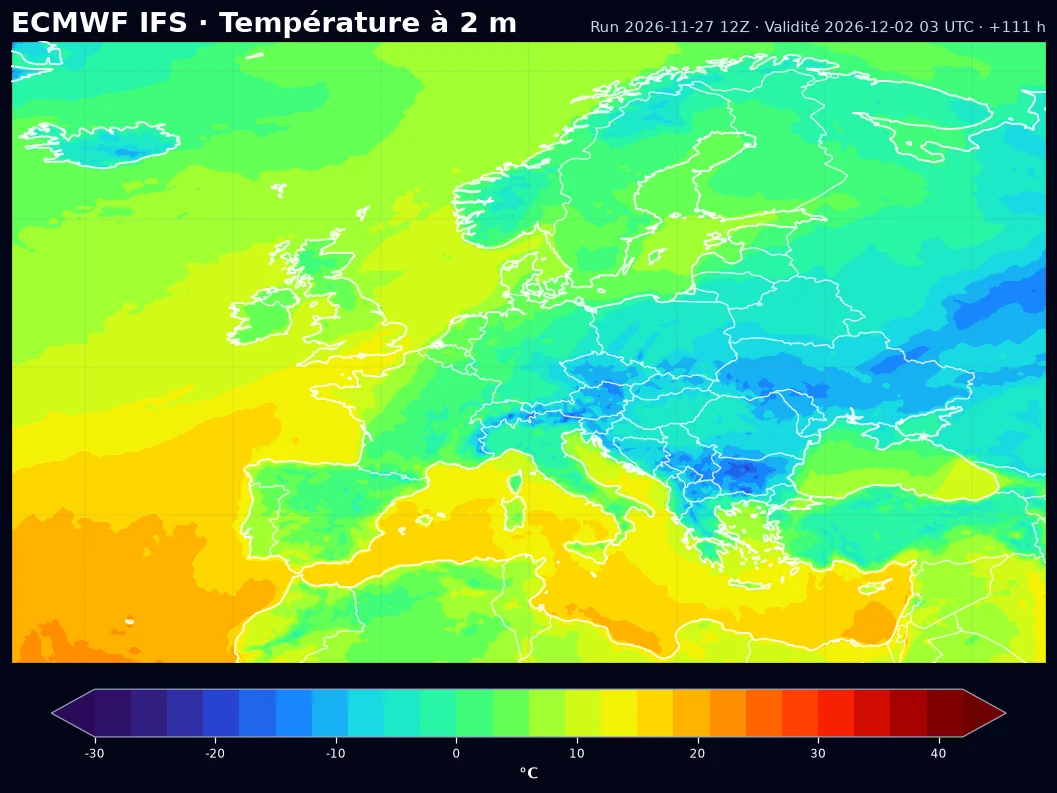 ECMWF IFS · Température à 2 m
Run 2026-11-27 12Z · Validité 2026-12-02 03 UTC · +111 h
-30 -20 -10 0 10 20 30 40
°C